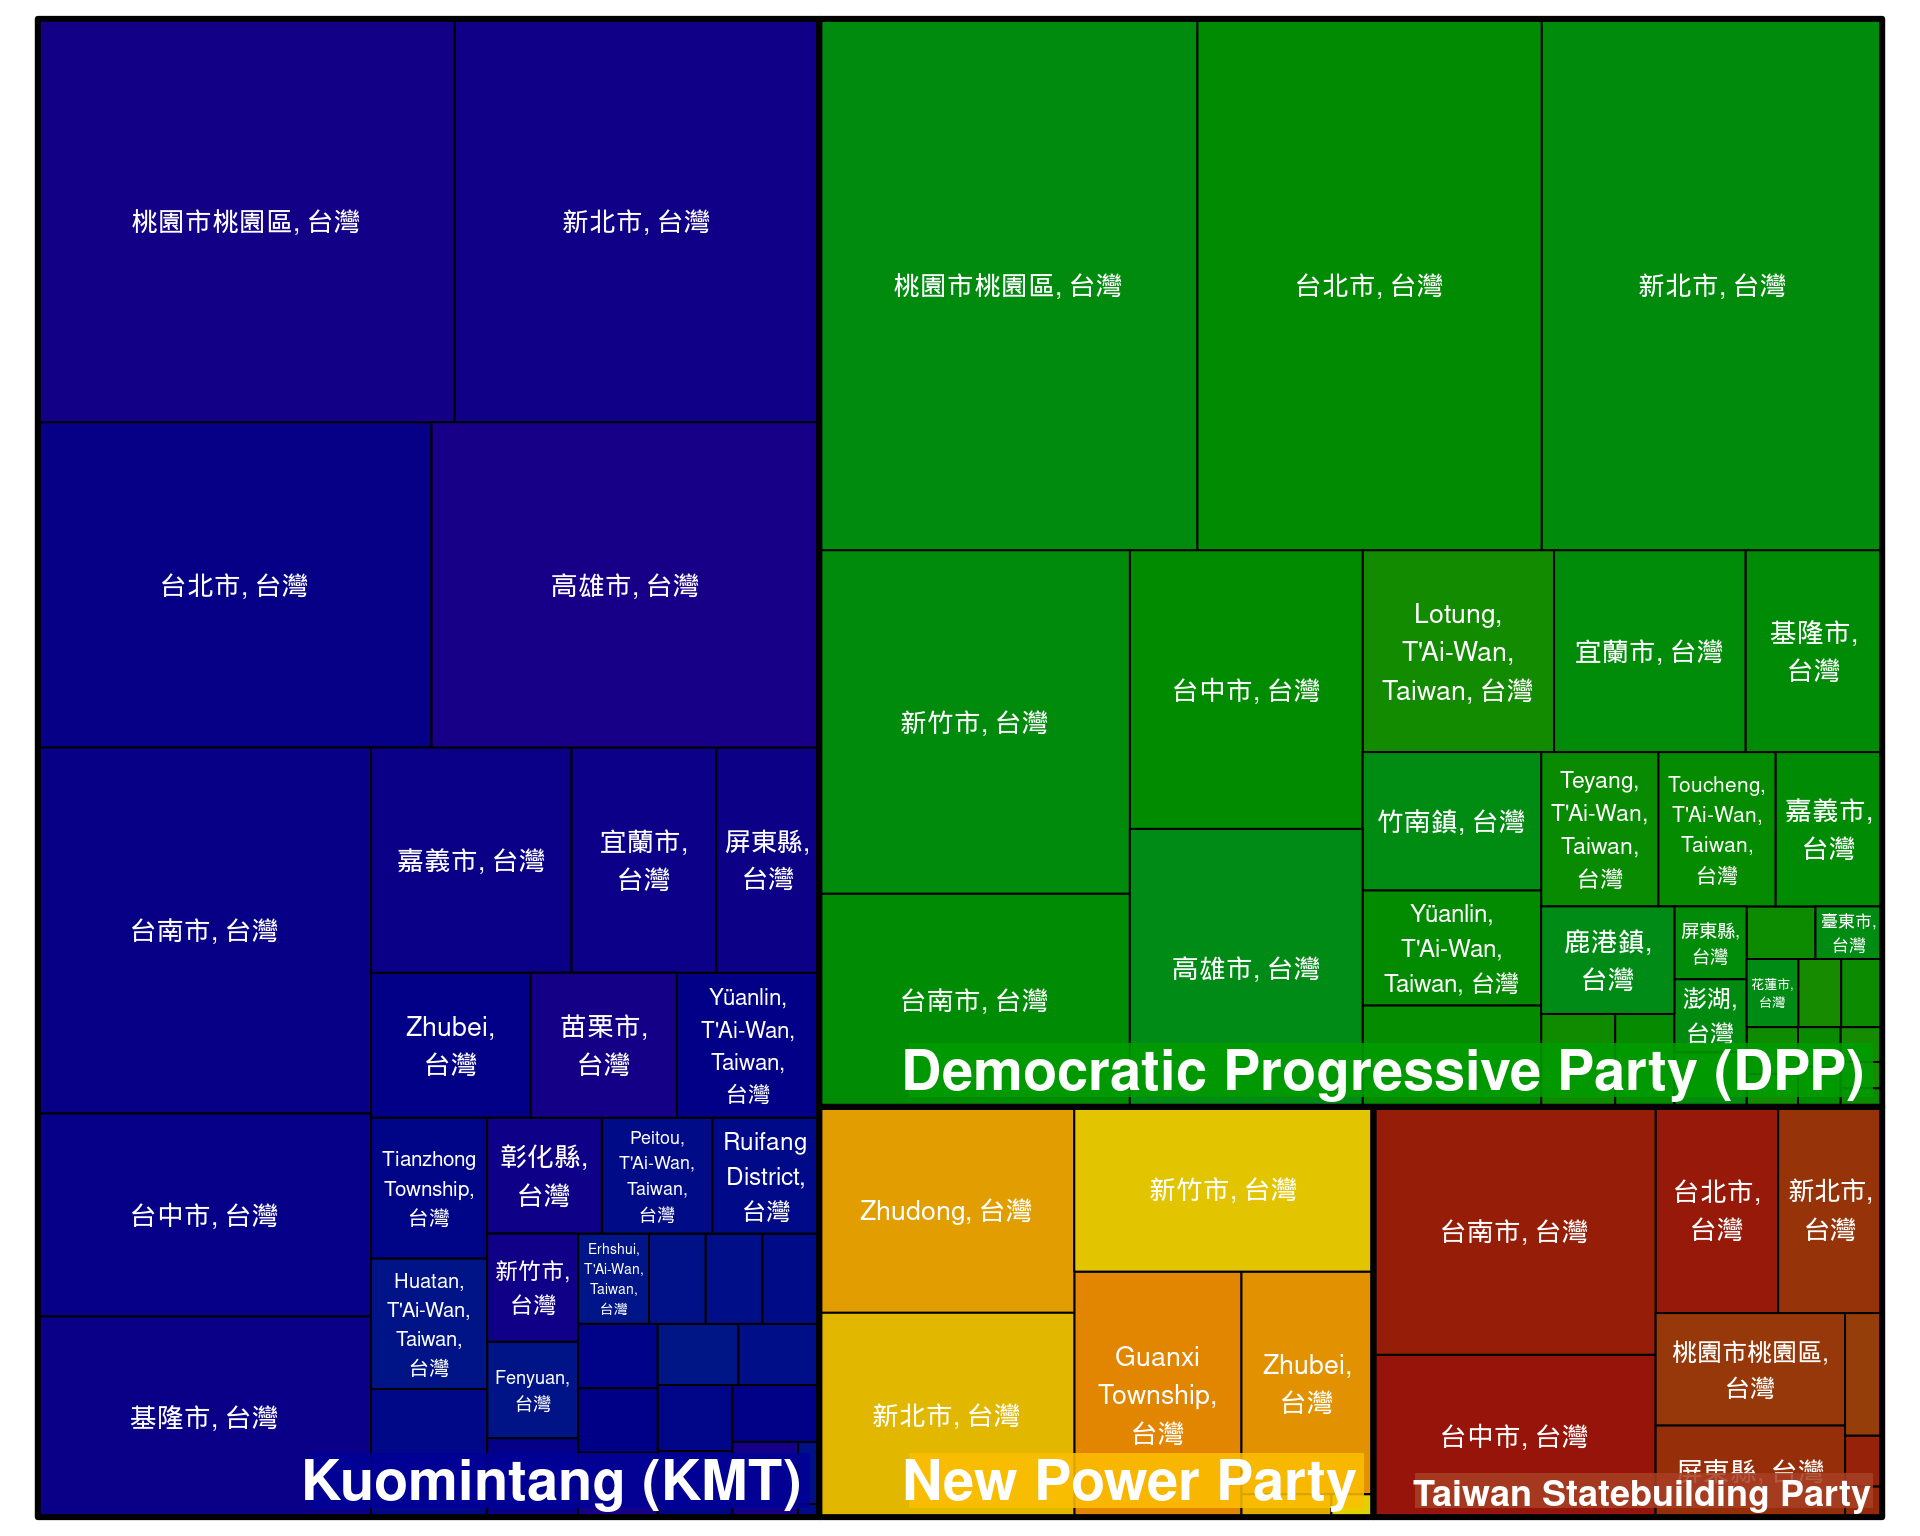 桃園市桃園區, 台灣
新北市, 台灣
台北市, 台灣
高雄市, 台灣
台南市, 台灣
嘉義市, 台灣
宜蘭市,
台灣
屏東縣,
台灣
Zhubei,
台灣
苗栗市,
台灣
Yüanlin,
T'Ai-Wan,
Taiwan,
台灣
台中市, 台灣
Tianzhong
Township,
台灣
彰化縣,
台灣
Peitou,
T'Ai-Wan,
Taiwan,
台灣
Ruifang
District,
台灣
新竹市,
台灣
Erhshui,
T'Ai-Wan,
Taiwan,
台灣
Huatan,
T'Ai-Wan,
Taiwan,
台灣
Fenyuan,
台灣
基隆市, 台灣
Kuomintang (KMT)
桃園市桃園區, 台灣
台北市, 台灣
新北市, 台灣
新竹市, 台灣
台中市, 台灣
Lotung,
T'Ai-Wan,
Taiwan, 台灣
宜蘭市, 台灣
基隆市,
台灣
竹南鎮, 台灣
Teyang,
T'Ai-Wan,
Taiwan,
台灣
Toucheng,
T'Ai-Wan,
Taiwan,
台灣
嘉義市,
台灣
台南市, 台灣
高雄市, 台灣
Yüanlin,
T'Ai-Wan,
Taiwan, 台灣
鹿港鎮,
台灣
屏東縣,
台灣
臺東市,
台灣
澎湖,
台灣
花蓮市,
台灣
Democratic Progressive Party (DPP)
Zhudong, 台灣
新竹市, 台灣
新北市, 台灣
Guanxi
Township,
台灣
Zhubei,
台灣
New Power Party
台南市, 台灣
台北市,
台灣
新北市,
台灣
桃園市桃園區,
台灣
台中市, 台灣
屏東縣, 台灣
Taiwan Statebuilding Party